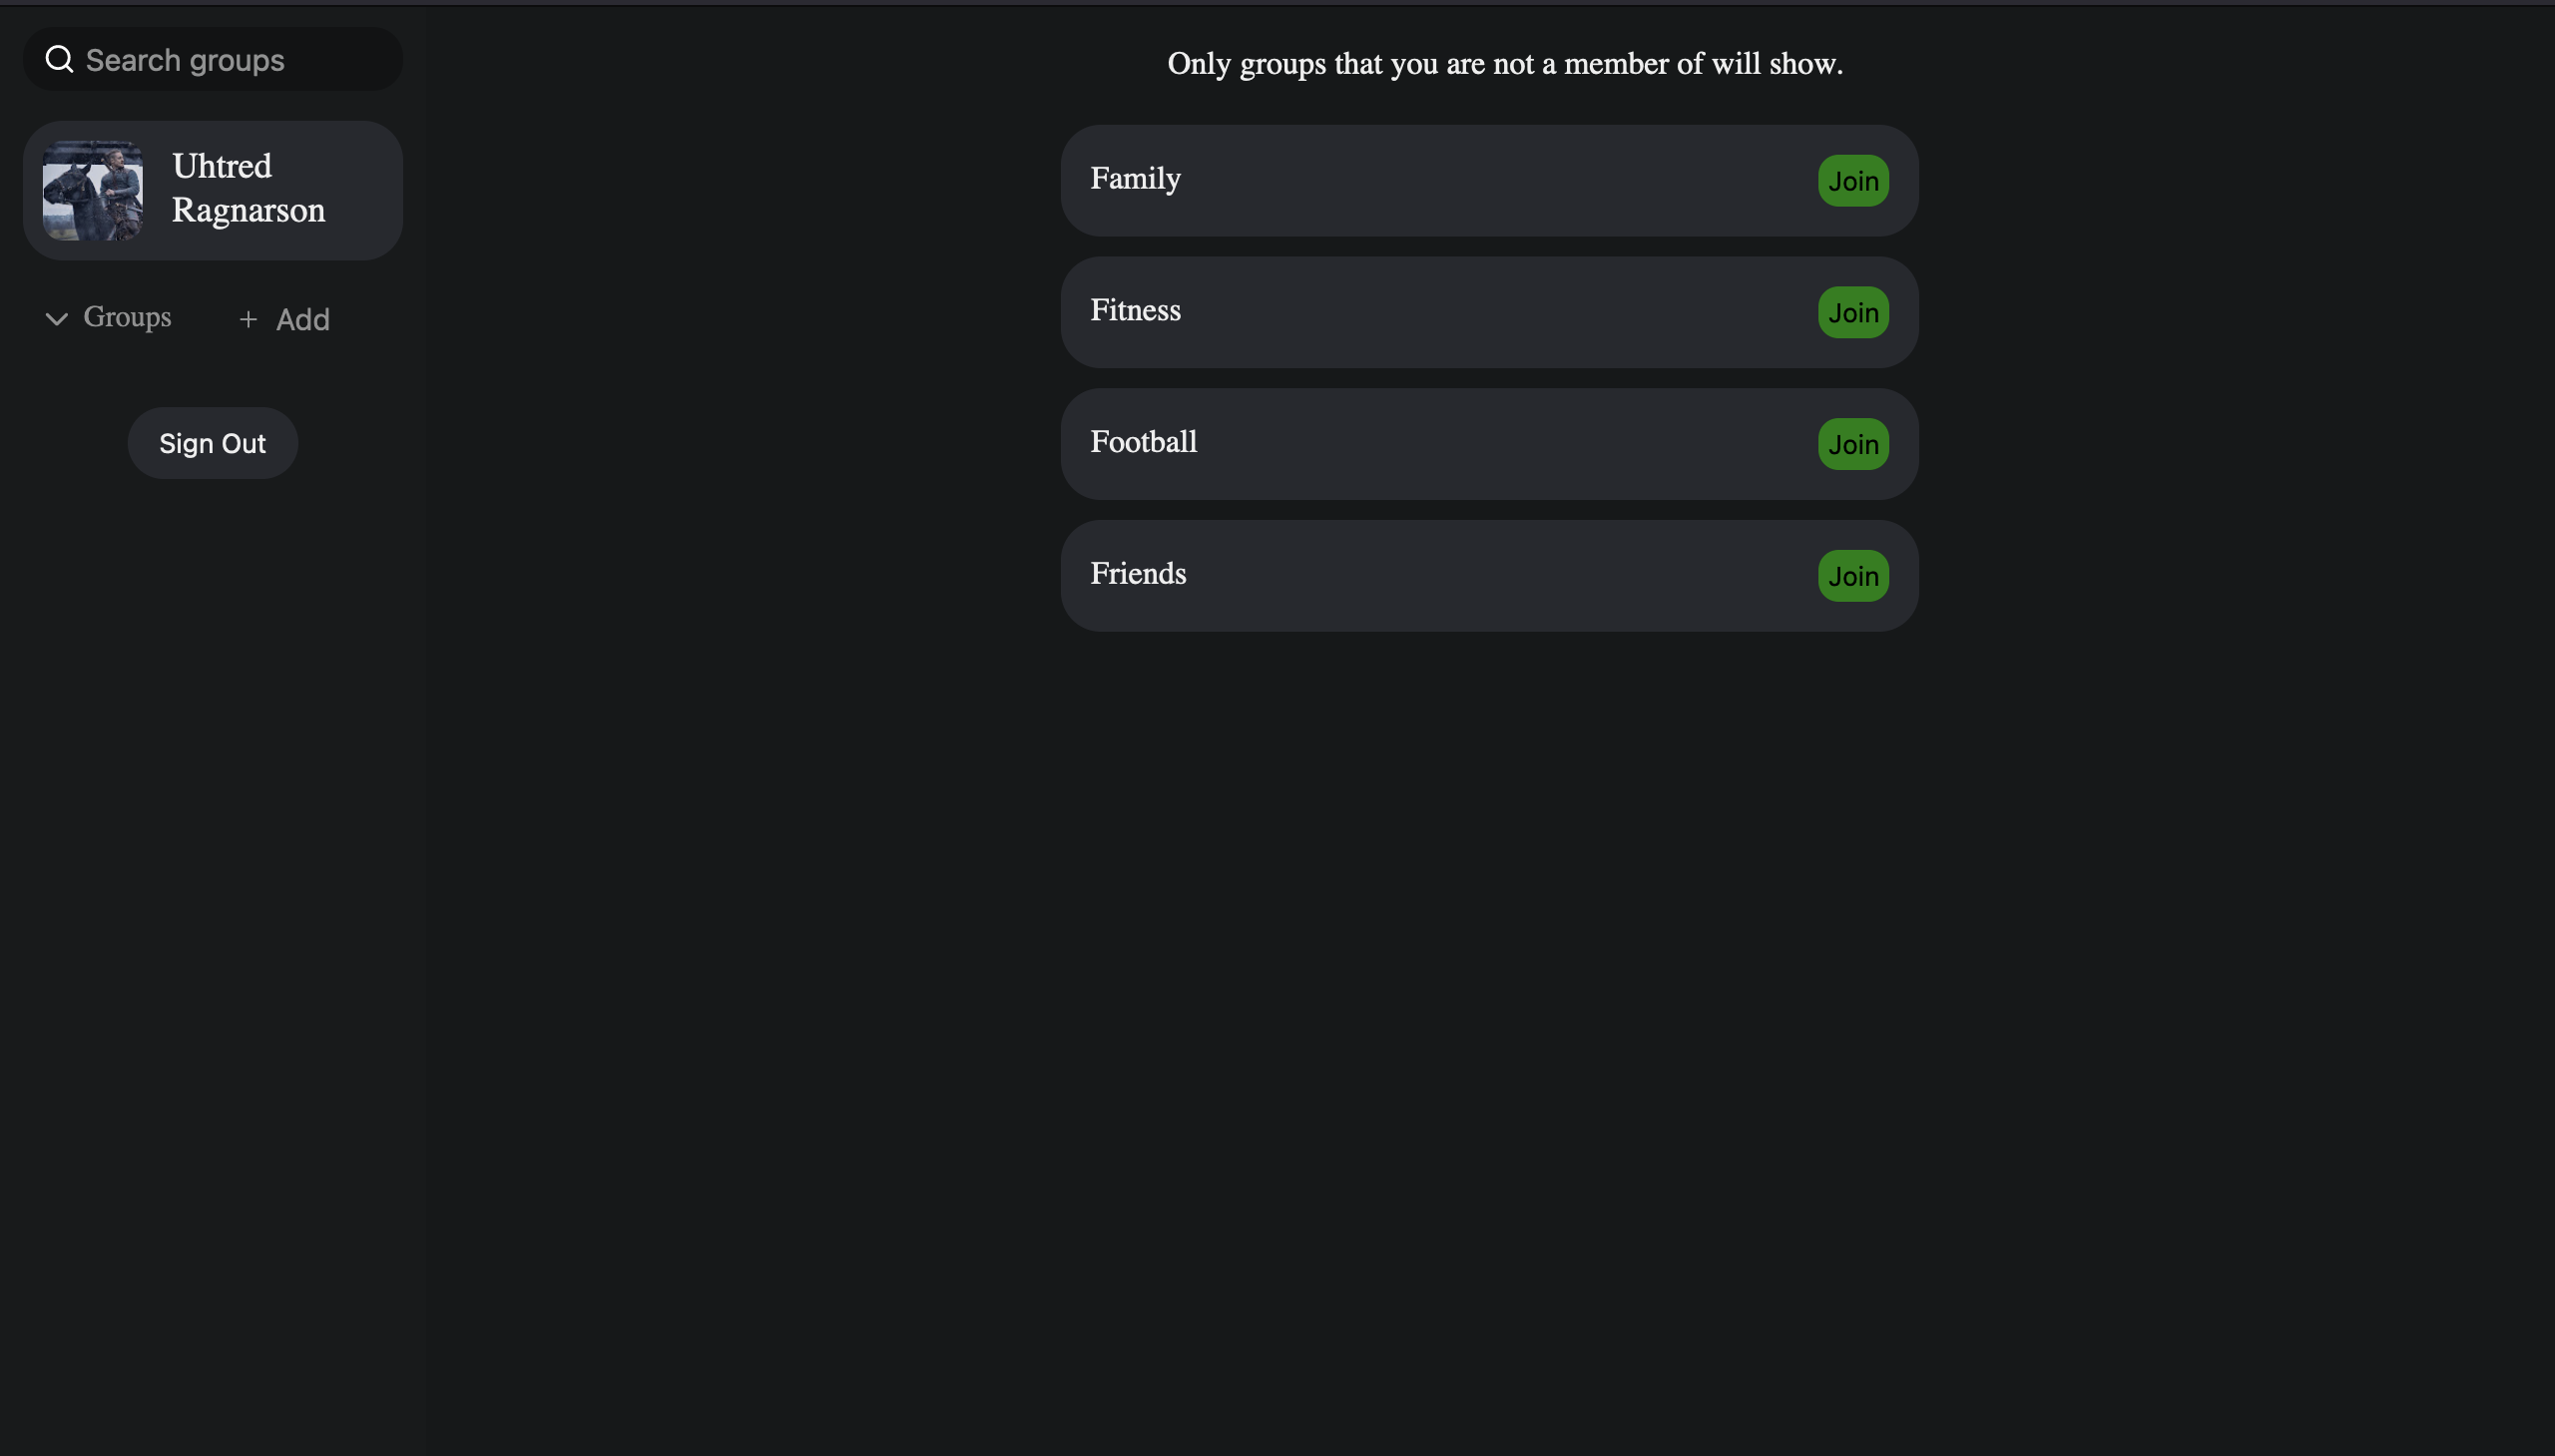 Search groups
Uhtred
Ragnarson
Groups
+ Add
Sign Out
Only groups that you are not a member of will show.
Family
Join
Fitness
Join
Football
Join
Friends
Join